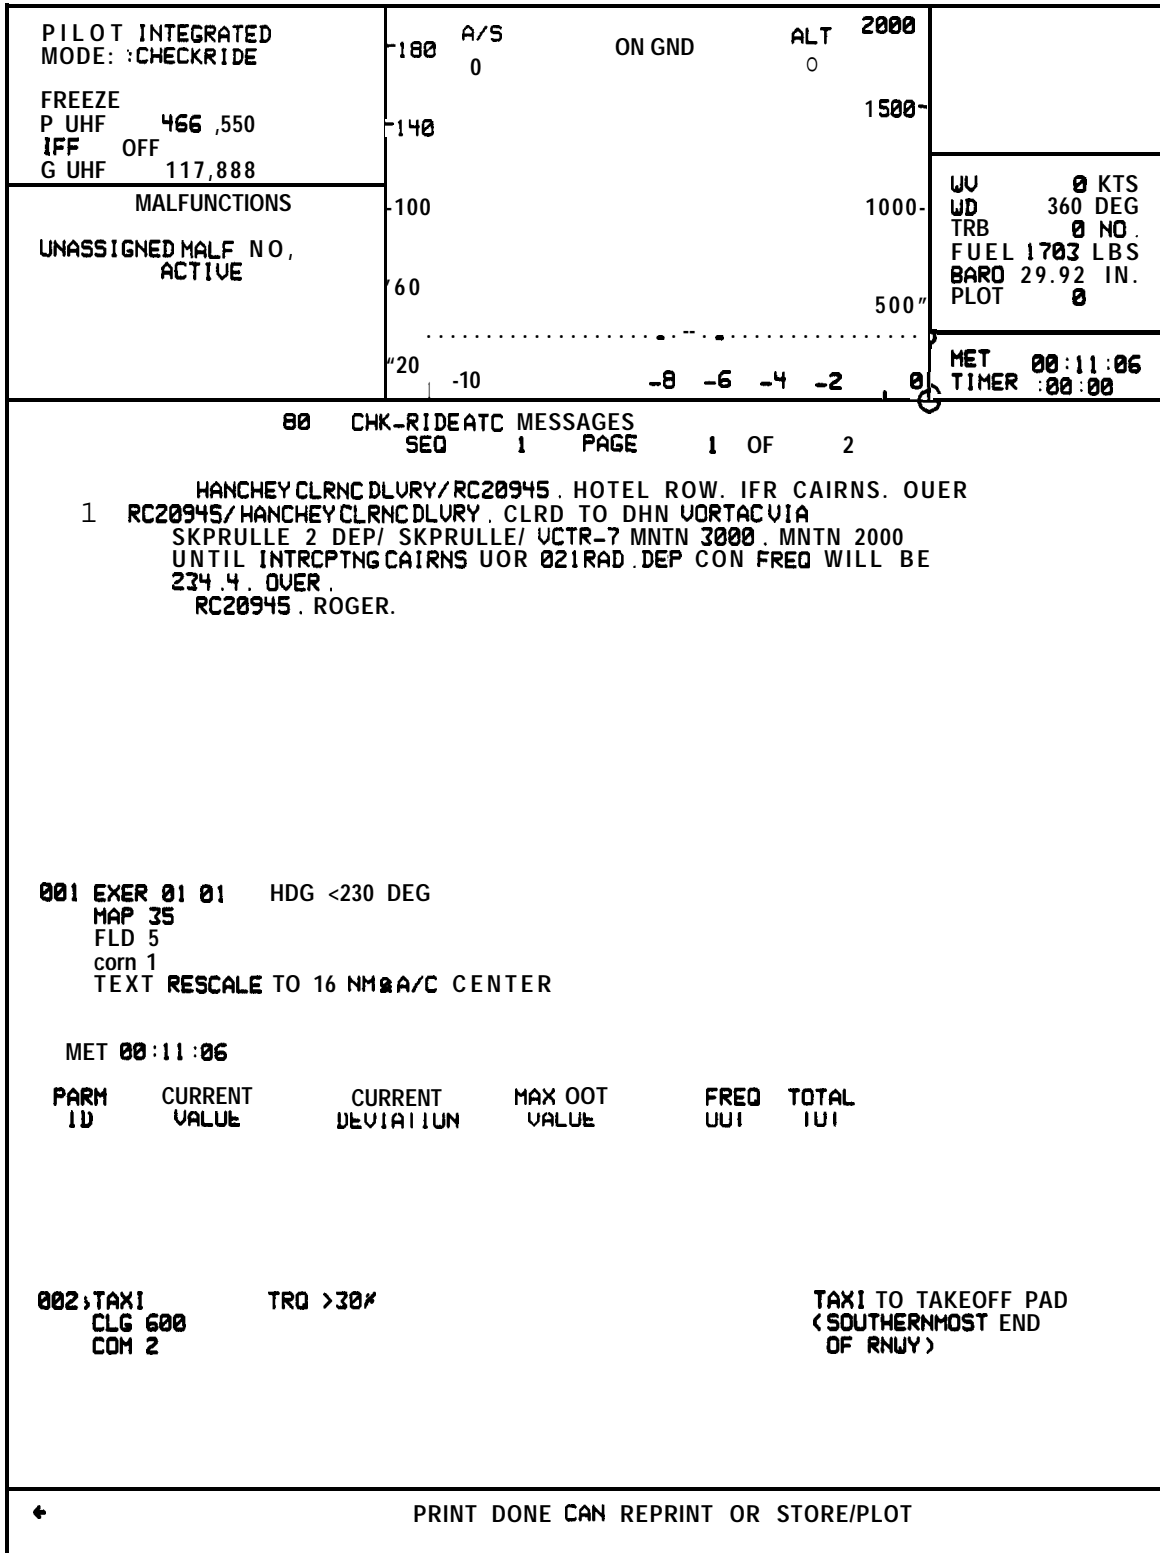 PILOT INTEGRATED
MODE: :CHECKRIDE
FREEZE
P UHF 466 ,550
IFF OFF
G UHF 117,888
MALFUNCTIONS
UNASSIGNED MALF NO,
ACTIVE
A/S
0
ON GND
ALT
0
180
140
100
60
20
2000
1500
1000
500
-10 -8 -6 -4 -2 0
WV 0 KTS
WD 360 DEG
TRB 0 NO.
FUEL 1703 LBS
BARO 29.92 IN.
PLOT 0
MET 00:11:06
TIMER :00:00
80 CHK-RIDE ATC MESSAGES
SEQ 1 PAGE 1 OF 2
HANCHEY CLRNC DLVRY/RC20945. HOTEL ROW. IFR CAIRNS. OUER
1 RC20945/HANCHEY CLRNC DLVRY. CLRD TO DHN VORTAC VIA
SKPRULLE 2 DEP/ SKPRULLE/ VCTR-7 MNTN 3000. MNTN 2000
UNTIL INTRCPTNG CAIRNS UOR 021 RAD. DEP CON FREQ WILL BE
234.4. OVER.
RC20945. ROGER.
001 EXER 01 01 HDG <230 DEG
MAP 35
FLD 5
corn 1
TEXT RESCALE TO 16 NM&A/C CENTER
MET 00:11:06
PARM CURRENT CURRENT MAX OOT FREQ TOTAL
ID VALUE DEVIATION VALUE OOT TOT
002>TAXI TRQ >30% TAXI TO TAKEOFF PAD
CLG 600 (SOUTHERNMOST END
COM 2 OF RNWY)
← PRINT DONE CAN REPRINT OR STORE/PLOT